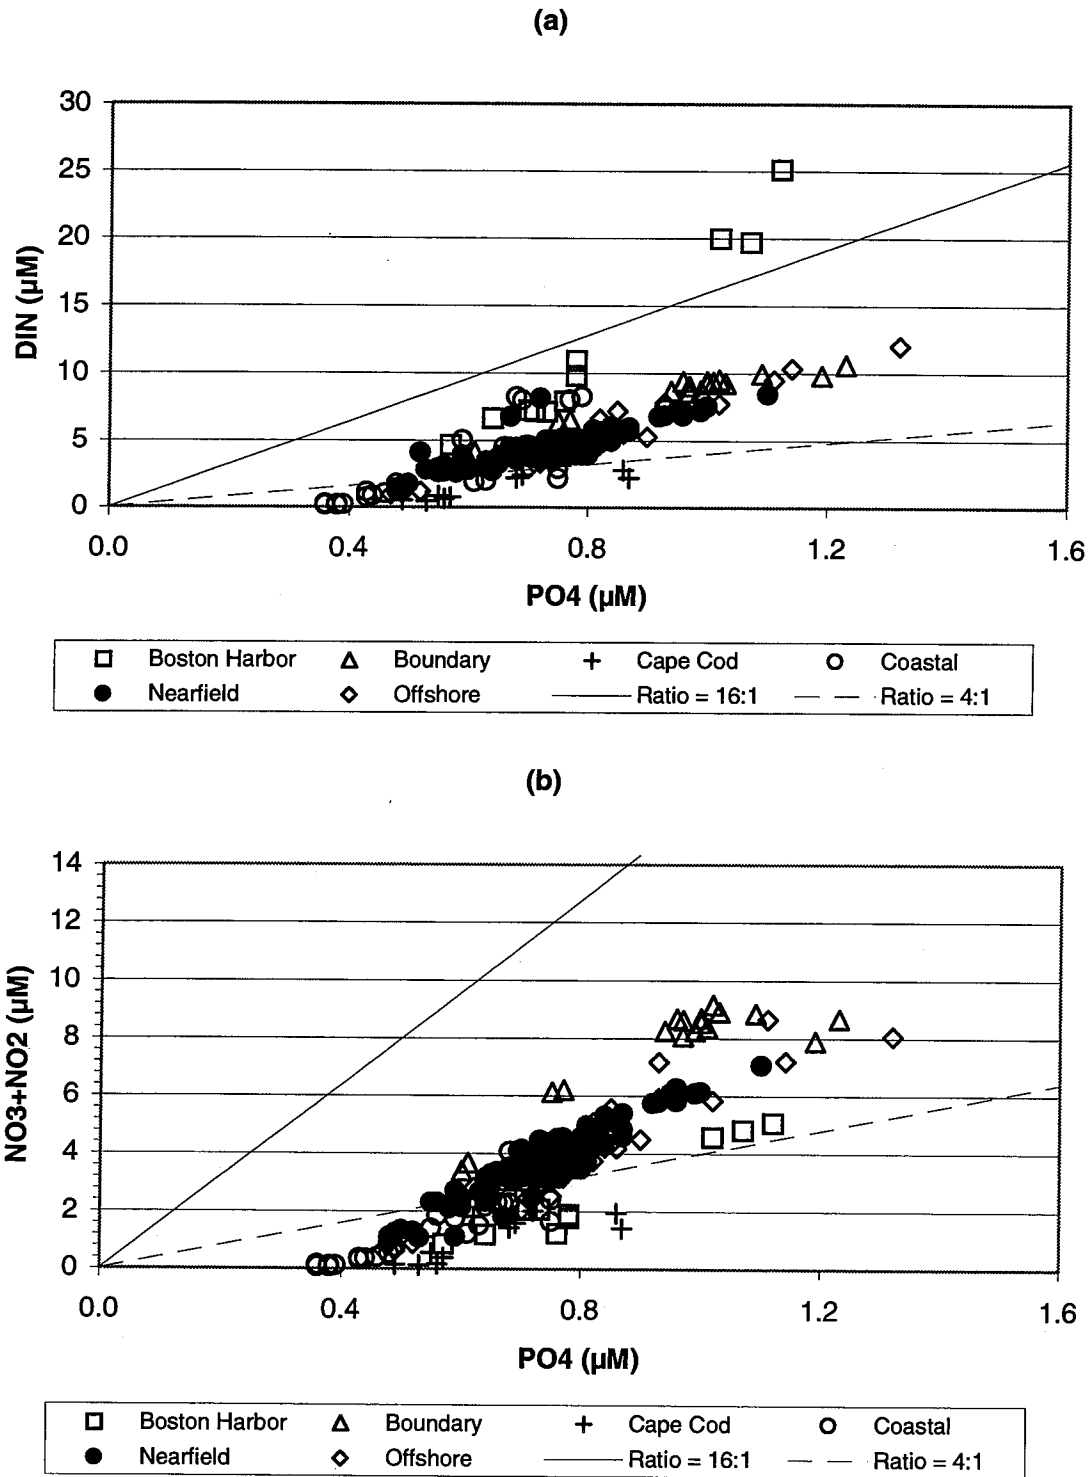 (a)
30
25
20
15
10
5
0
DIN (µM)
0.0 0.4 0.8 1.2 1.6
PO4 (µM)
Boston Harbor Boundary Cape Cod Coastal
Nearfield Offshore Ratio = 16:1 Ratio = 4:1
(b)
14
12
10
8
6
4
2
0
NO3+NO2 (µM)
0.0 0.4 0.8 1.2 1.6
PO4 (µM)
Boston Harbor Boundary Cape Cod Coastal
Nearfield Offshore Ratio = 16:1 Ratio = 4:1